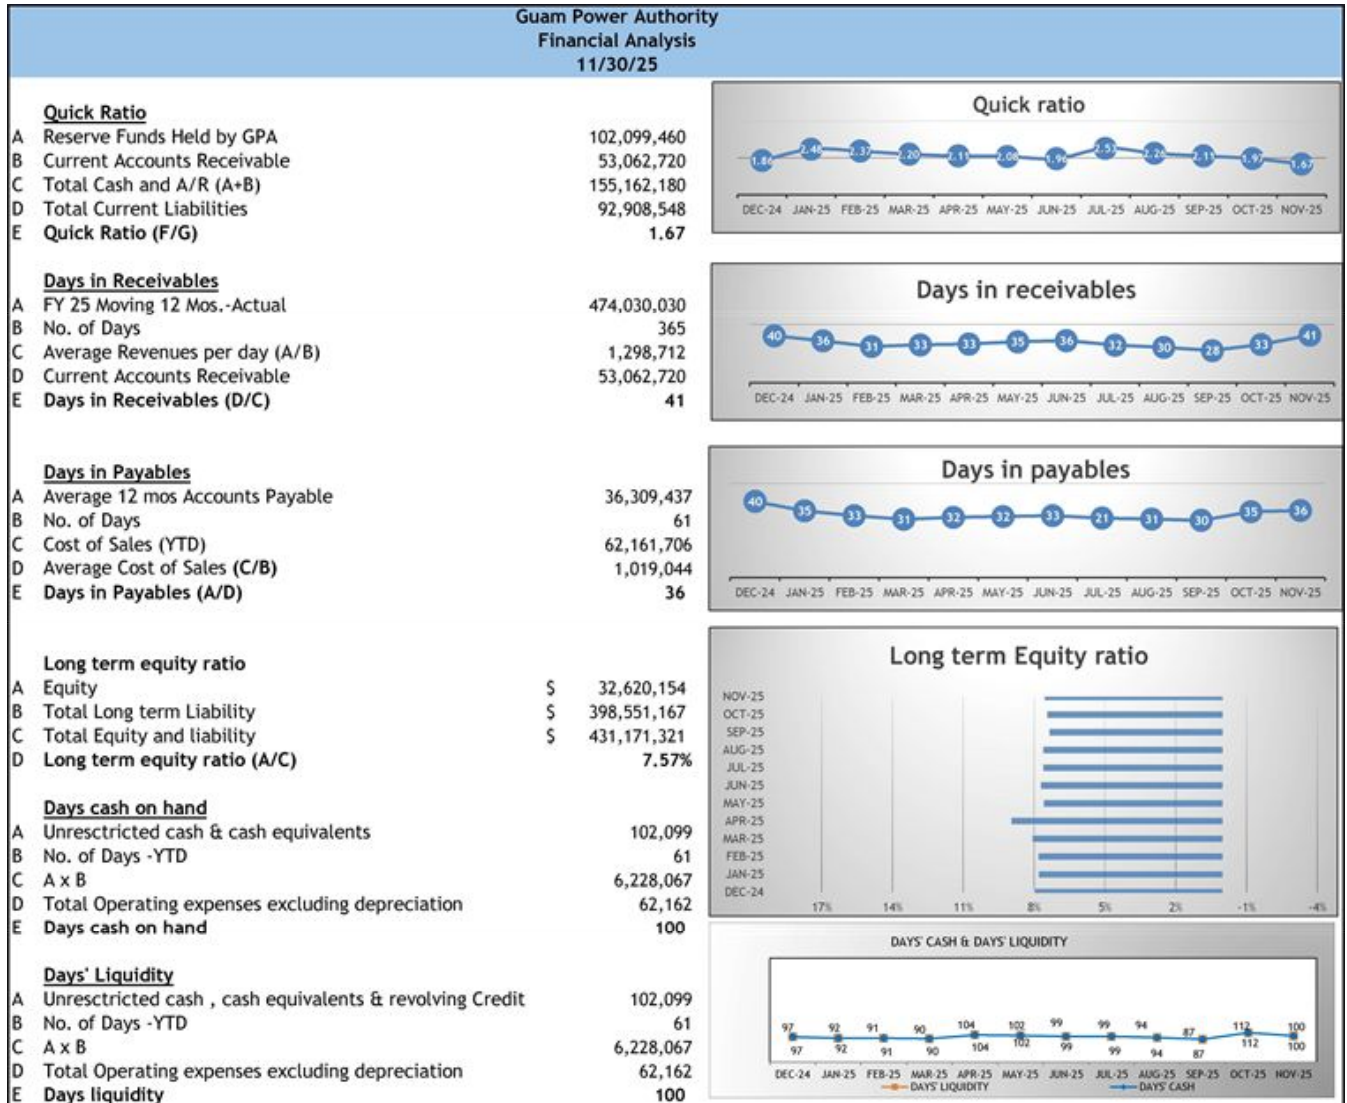 Guam Power Authority
Financial Analysis
11/30/25
Quick Ratio
A Reserve Funds Held by GPA 102,099,460
B Current Accounts Receivable 53,062,720
C Total Cash and A/R (A+B) 155,162,180
D Total Current Liabilities 92,908,548
E Quick Ratio (F/G) 1.67
Quick ratio
1.86 2.48 2.37 2.20 2.11 2.08 1.96 2.53 2.26 2.11 1.97 1.67
DEC-24 JAN-25 FEB-25 MAR-25 APR-25 MAY-25 JUN-25 JUL-25 AUG-25 SEP-25 OCT-25 NOV-25
Days in Receivables
A FY 25 Moving 12 Mos.-Actual 474,030,030
B No. of Days 365
C Average Revenues per day (A/B) 1,298,712
D Current Accounts Receivable 53,062,720
E Days in Receivables (D/C) 41
Days in receivables
40 36 31 33 33 35 36 32 30 28 33 41
DEC-24 JAN-25 FEB-25 MAR-25 APR-25 MAY-25 JUN-25 JUL-25 AUG-25 SEP-25 OCT-25 NOV-25
Days in Payables
A Average 12 mos Accounts Payable 36,309,437
B No. of Days 61
C Cost of Sales (YTD) 62,161,706
D Average Cost of Sales (C/B) 1,019,044
E Days in Payables (A/D) 36
Days in payables
40 35 33 31 32 32 33 21 31 30 35 36
DEC-24 JAN-25 FEB-25 MAR-25 APR-25 MAY-25 JUN-25 JUL-25 AUG-25 SEP-25 OCT-25 NOV-25
Long term equity ratio
A Equity $ 32,620,154
B Total Long term Liability $ 398,551,167
C Total Equity and liability $ 431,171,321
D Long term equity ratio (A/C) 7.57%
Long term Equity ratio
NOV-25
OCT-25
SEP-25
AUG-25
JUL-25
JUN-25
MAY-25
APR-25
MAR-25
FEB-25
JAN-25
DEC-24
17% 14% 11% 8% 5% 2% -1% -4%
Days cash on hand
A Unresctricted cash & cash equivalents 102,099
B No. of Days -YTD 61
C A x B 6,228,067
D Total Operating expenses excluding depreciation 62,162
E Days cash on hand 100
Days' Liquidity
A Unresctricted cash , cash equivalents & revolving Credit 102,099
B No. of Days -YTD 61
C A x B 6,228,067
D Total Operating expenses excluding depreciation 62,162
E Days liquidity 100
DAYS' CASH & DAYS' LIQUIDITY
97 92 91 90 104 102 99 99 94 87 112 100
97 92 91 90 104 102 99 99 94 87 112 100
DEC-24 JAN-25 FEB-25 MAR-25 APR-25 MAY-25 JUN-25 JUL-25 AUG-25 SEP-25 OCT-25 NOV-25
DAYS' LIQUIDITY DAYS' CASH